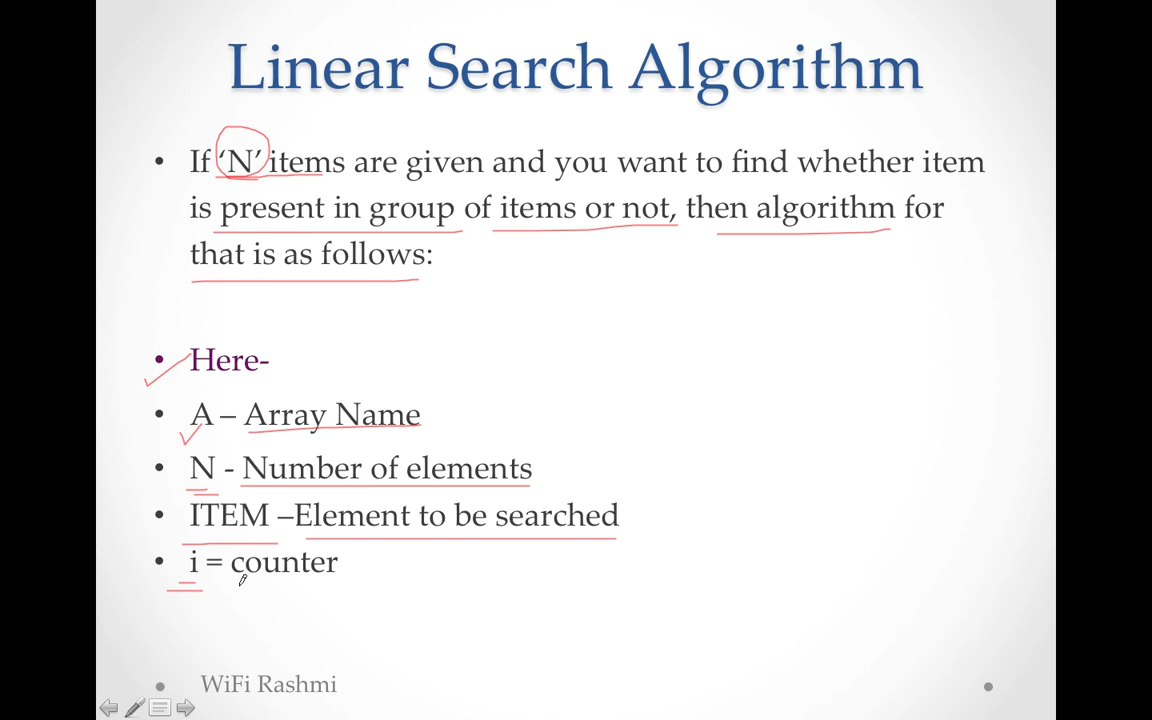 Linear Search Algorithm
• If ‘N’ items are given and you want to find whether item
is present in group of items or not, then algorithm for
that is as follows:
• Here-
• A – Array Name
• N - Number of elements
• ITEM –Element to be searched
• i = counter
• WiFi Rashmi